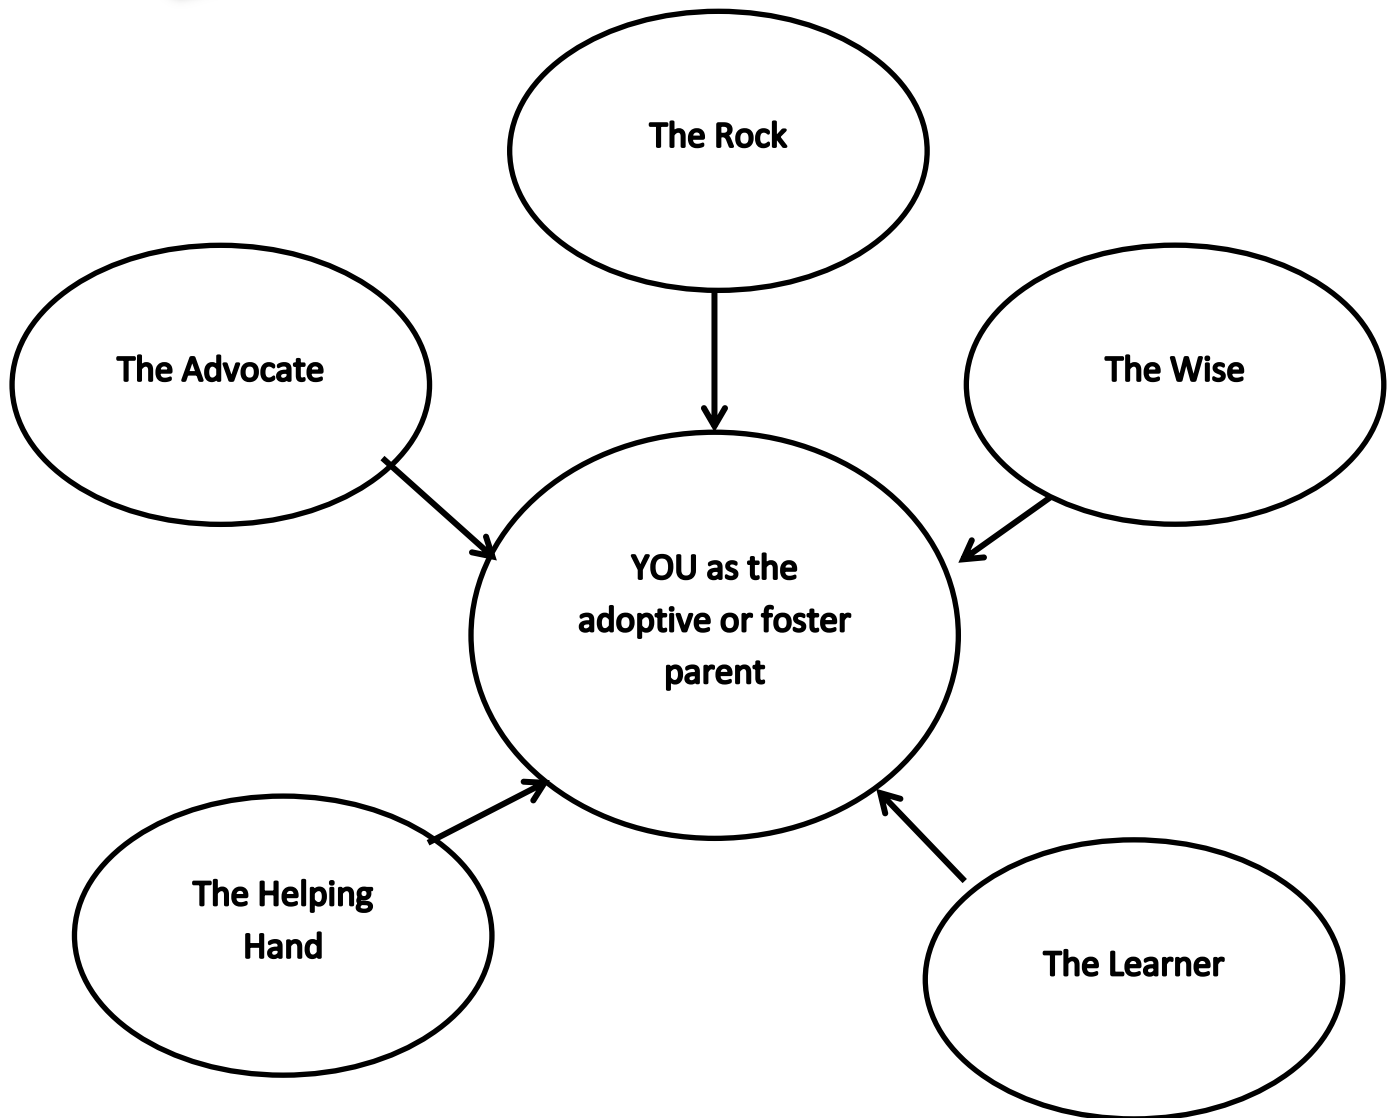 The Rock
The Advocate
The Wise
YOU as the
adoptive or foster
parent
The Helping
Hand
The Learner